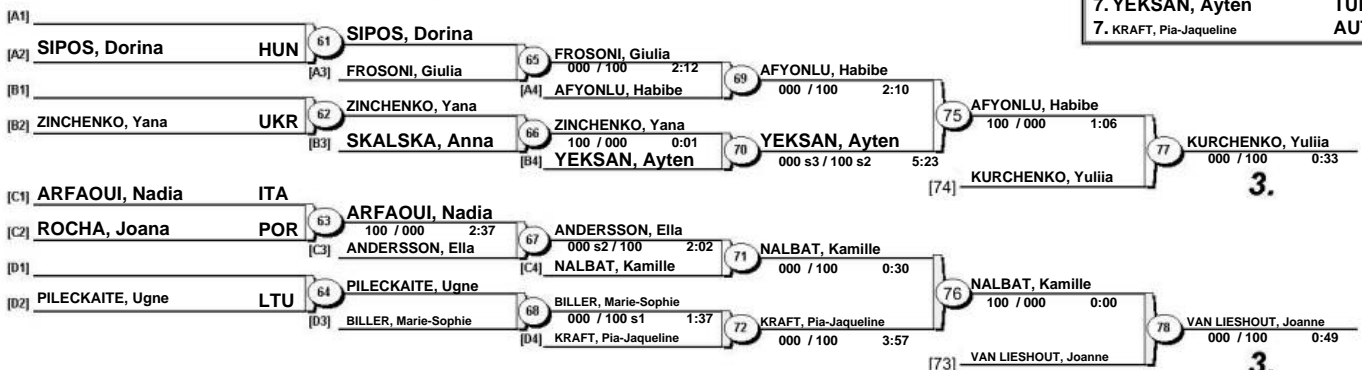 7. YEKSAN, Ayten
7. KRAFT, Pia-Jaqueline AUT
[A1]
[A2] SIPOS, Dorina HUN
61
SIPOS, Dorina
[A3] FROSONI, Giulia
65
FROSONI, Giulia
000 / 100 2:12
[A4] AFYONLU, Habibe
69
AFYONLU, Habibe
000 / 100 2:10
[B1]
[B2] ZINCHENKO, Yana UKR
62
ZINCHENKO, Yana
[B3] SKALSKA, Anna
66
ZINCHENKO, Yana
100 / 000 0:01
[B4] YEKSAN, Ayten
70
YEKSAN, Ayten
000 s3 / 100 s2 5:23
75
AFYONLU, Habibe
100 / 000 1:06
[74] KURCHENKO, Yuliia
77
KURCHENKO, Yuliia
000 / 100 0:33
3.
[C1] ARFAOUI, Nadia ITA
[C2] ROCHA, Joana POR
63
ARFAOUI, Nadia
100 / 000 2:37
[C3] ANDERSSON, Ella
67
ANDERSSON, Ella
000 s2 / 100 2:02
[C4] NALBAT, Kamille
71
NALBAT, Kamille
000 / 100 0:30
[D1]
[D2] PILECKAITE, Ugne LTU
64
PILECKAITE, Ugne
[D3] BILLER, Marie-Sophie
68
BILLER, Marie-Sophie
000 / 100 s1 1:37
[D4] KRAFT, Pia-Jaqueline
72
KRAFT, Pia-Jaqueline
000 / 100 3:57
76
NALBAT, Kamille
100 / 000 0:00
[73] VAN LIESHOUT, Joanne
78
VAN LIESHOUT, Joanne
000 / 100 0:49
3.